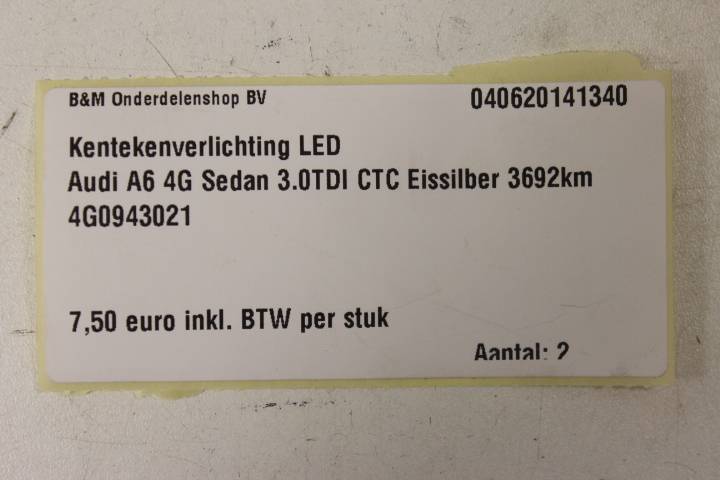 B&M Onderdelenshop BV 040620141340
Kentekenverlichting LED
Audi A6 4G Sedan 3.0TDI CTC Eissilber 3692km
4G0943021
7,50 euro inkl. BTW per stuk
Aantal: 2